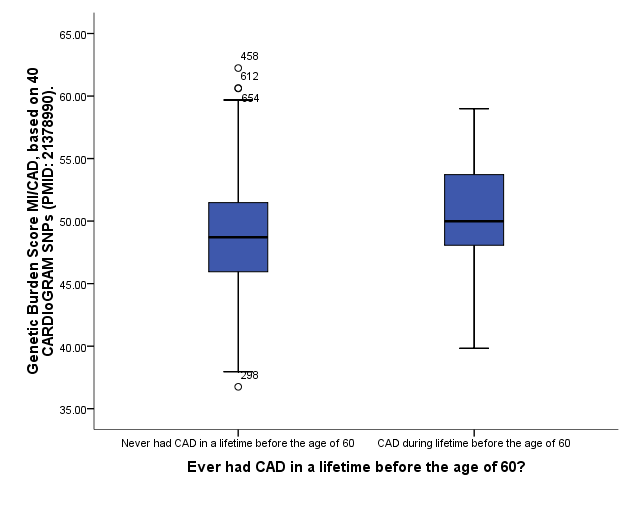 Genetic Burden Score MI/CAD, based on 40
CARDIoGRAM SNPs (PMID: 21378990).
65.00
60.00
55.00
50.00
45.00
40.00
35.00
458
612
654
298
Never had CAD in a lifetime before the age of 60
CAD during lifetime before the age of 60
Ever had CAD in a lifetime before the age of 60?